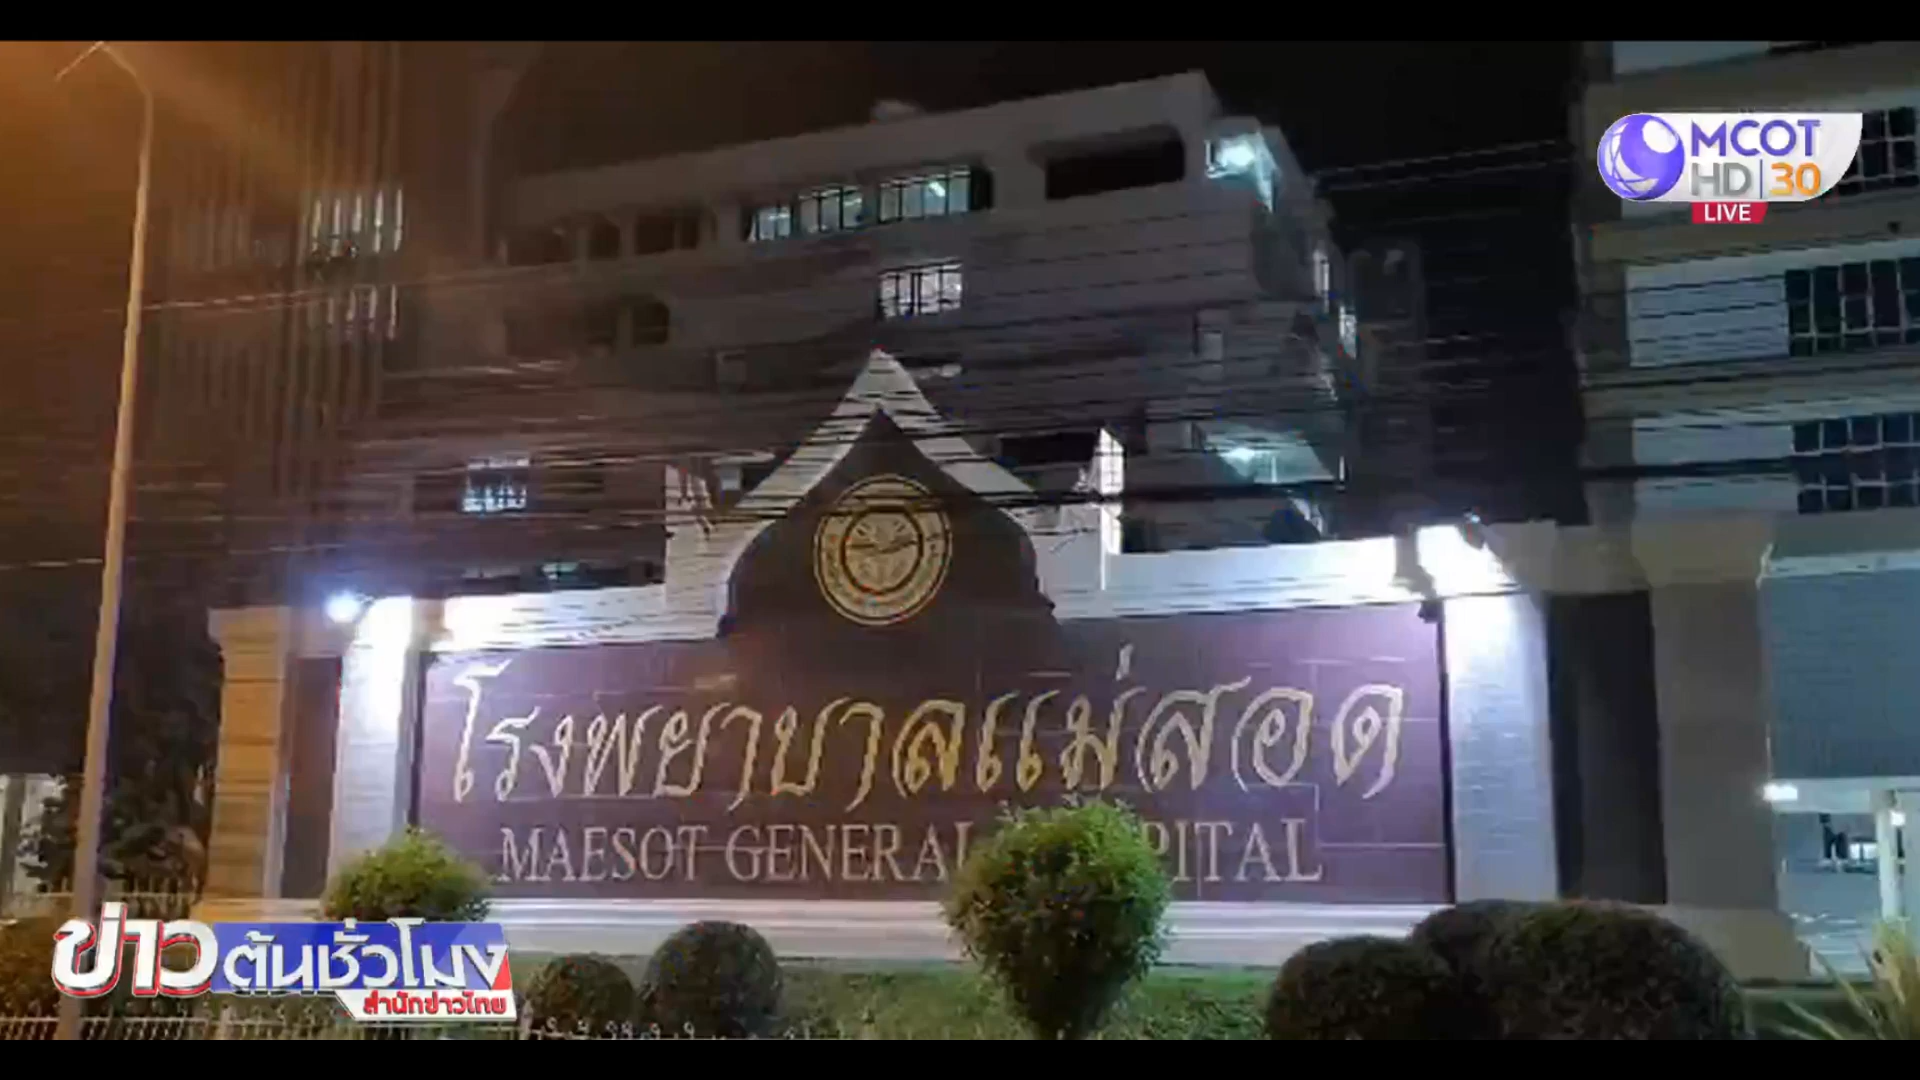 MCOT
HD 30
LIVE
โรงพยาบาลแม่สอด
MAESOT GENERAL
ข่าวต้นชั่วโมง
สำนักข่าวไทย